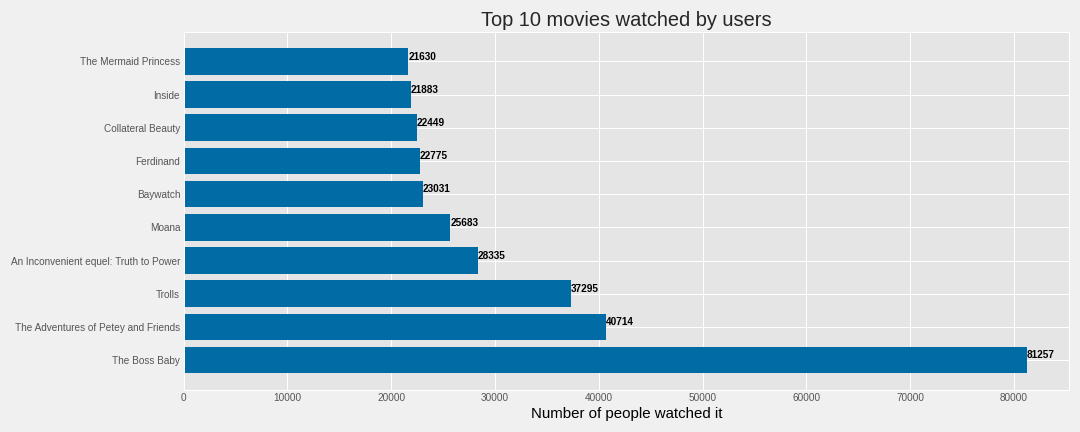 Top 10 movies watched by users
The Mermaid Princess 21630
Inside 21883
Collateral Beauty 22449
Ferdinand 22775
Baywatch 23031
Moana 25683
An Inconvenient equel: Truth to Power 28335
Trolls 37295
The Adventures of Petey and Friends 40714
The Boss Baby 81257
0 10000 20000 30000 40000 50000 60000 70000 80000
Number of people watched it